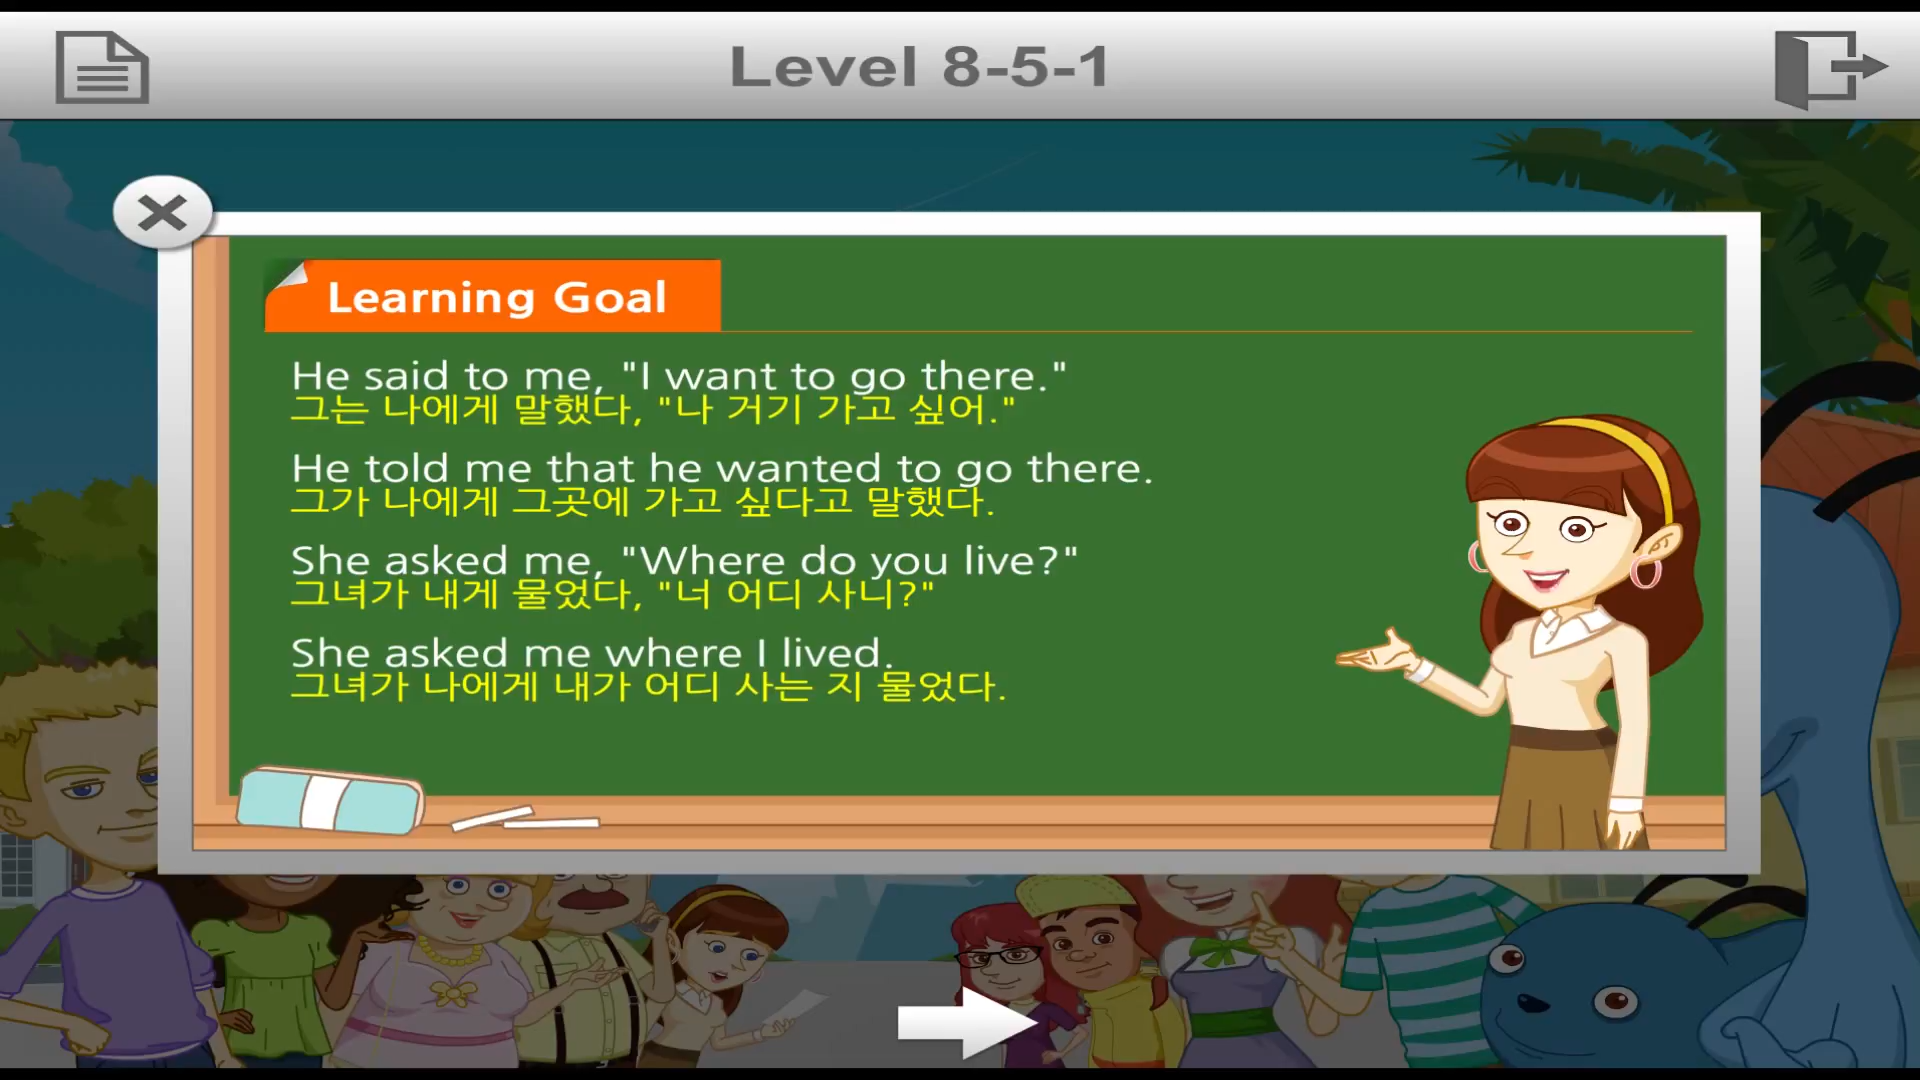 Level 8-5-1
Learning Goal
He said to me, "I want to go there."
그는 나에게 말했다, "나 거기 가고 싶어."
He told me that he wanted to go there.
그가 나에게 그곳에 가고 싶다고 말했다.
She asked me, "Where do you live?"
그녀가 내게 물었다, "너 어디 사니?"
She asked me where I lived.
그녀가 나에게 내가 어디 사는 지 물었다.